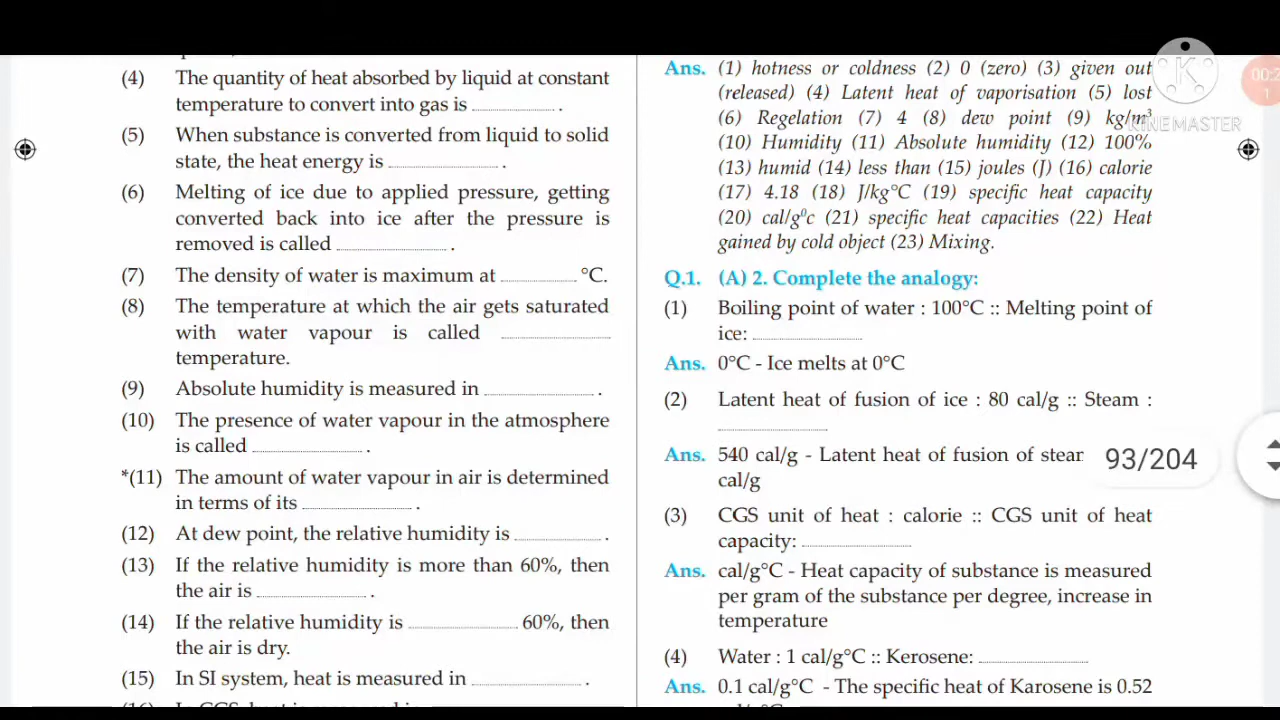 (4) The quantity of heat absorbed by liquid at constant
temperature to convert into gas is .
(5) When substance is converted from liquid to solid
state, the heat energy is .
(6) Melting of ice due to applied pressure, getting
converted back into ice after the pressure is
removed is called .
(7) The density of water is maximum at °C.
(8) The temperature at which the air gets saturated
with water vapour is called
temperature.
(9) Absolute humidity is measured in .
(10) The presence of water vapour in the atmosphere
is called .
*(11) The amount of water vapour in air is determined
in terms of its .
(12) At dew point, the relative humidity is .
(13) If the relative humidity is more than 60%, then
the air is .
(14) If the relative humidity is 60%, then
the air is dry.
(15) In SI system, heat is measured in .
Ans. (1) hotness or coldness (2) 0 (zero) (3) given out
(released) (4) Latent heat of vaporisation (5) lost
(6) Regelation (7) 4 (8) dew point (9) kg/m³
(10) Humidity (11) Absolute humidity (12) 100%
(13) humid (14) less than (15) joules (J) (16) calorie
(17) 4.18 (18) J/kg°C (19) specific heat capacity
(20) cal/g⁰c (21) specific heat capacities (22) Heat
gained by cold object (23) Mixing.
Q.1. (A) 2. Complete the analogy:
(1) Boiling point of water : 100°C :: Melting point of
ice:
Ans. 0°C - Ice melts at 0°C
(2) Latent heat of fusion of ice : 80 cal/g :: Steam :
Ans. 540 cal/g - Latent heat of fusion of
cal/g
(3) CGS unit of heat : calorie :: CGS unit of heat
capacity:
Ans. cal/g°C - Heat capacity of substance is measured
per gram of the substance per degree, increase in
temperature
(4) Water : 1 cal/g°C :: Kerosene:
Ans. 0.1 cal/g°C - The specific heat of Karosene is 0.52
93/204
KINEMASTER